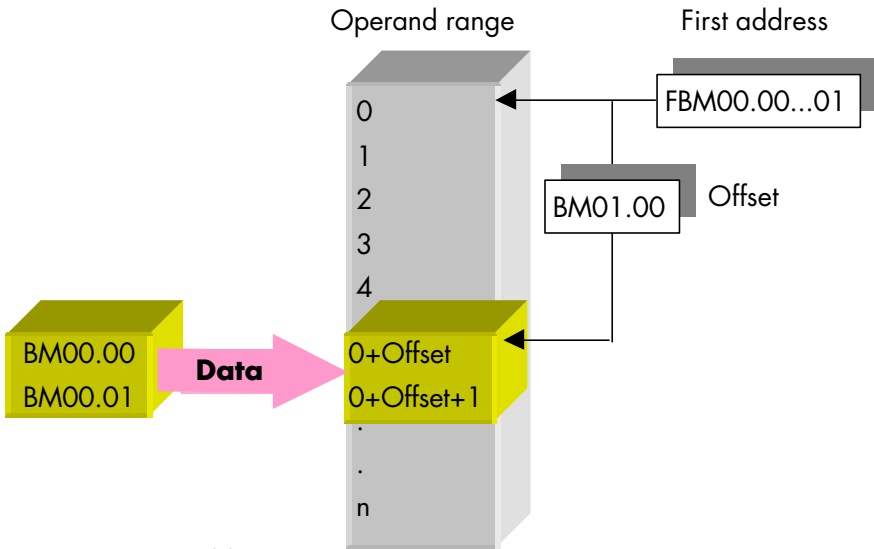 Operand range
First address
FBM00.00...01
0
1
2
3
4
BM01.00
Offset
BM00.00
BM00.01
Data
0+Offset
0+Offset+1
.
.
n